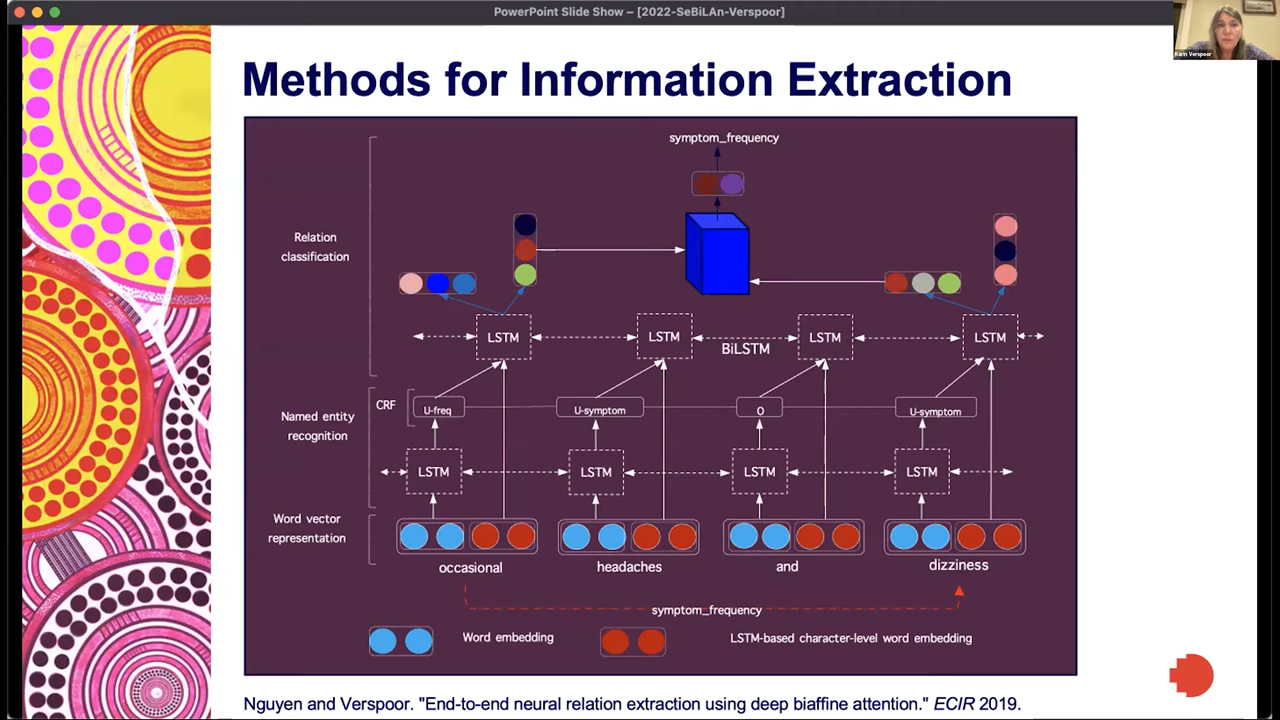 PowerPoint Slide Show – [2022-SeBiLAn-Verspoor]
Karin Verspoor
Methods for Information Extraction
symptom_frequency
Relation
classification
LSTM
LSTM
LSTM
LSTM
BiLSTM
Named entity
recognition
CRF
U-freq
U-symptom
O
U-symptom
LSTM
LSTM
LSTM
LSTM
Word vector
representation
occasional
headaches
and
dizziness
symptom_frequency
Word embedding
LSTM-based character-level word embedding
Nguyen and Verspoor. "End-to-end neural relation extraction using deep biaffine attention." ECIR 2019.